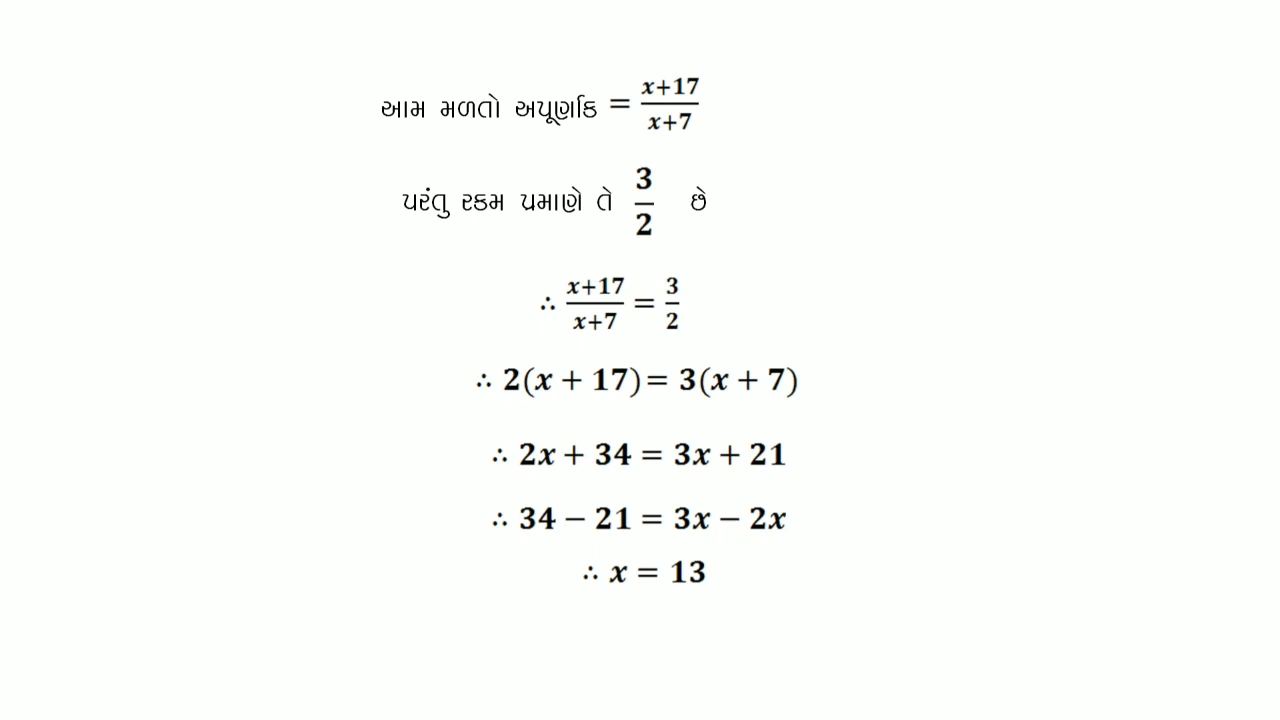 આમ મળતો અપૂર્ણાંક = x+17/x+7
પરંતુ રકમ પ્રમાણે તે 3/2 છે
∴ x+17/x+7 = 3/2
∴ 2(x + 17) = 3(x + 7)
∴ 2x + 34 = 3x + 21
∴ 34 − 21 = 3x − 2x
∴ x = 13